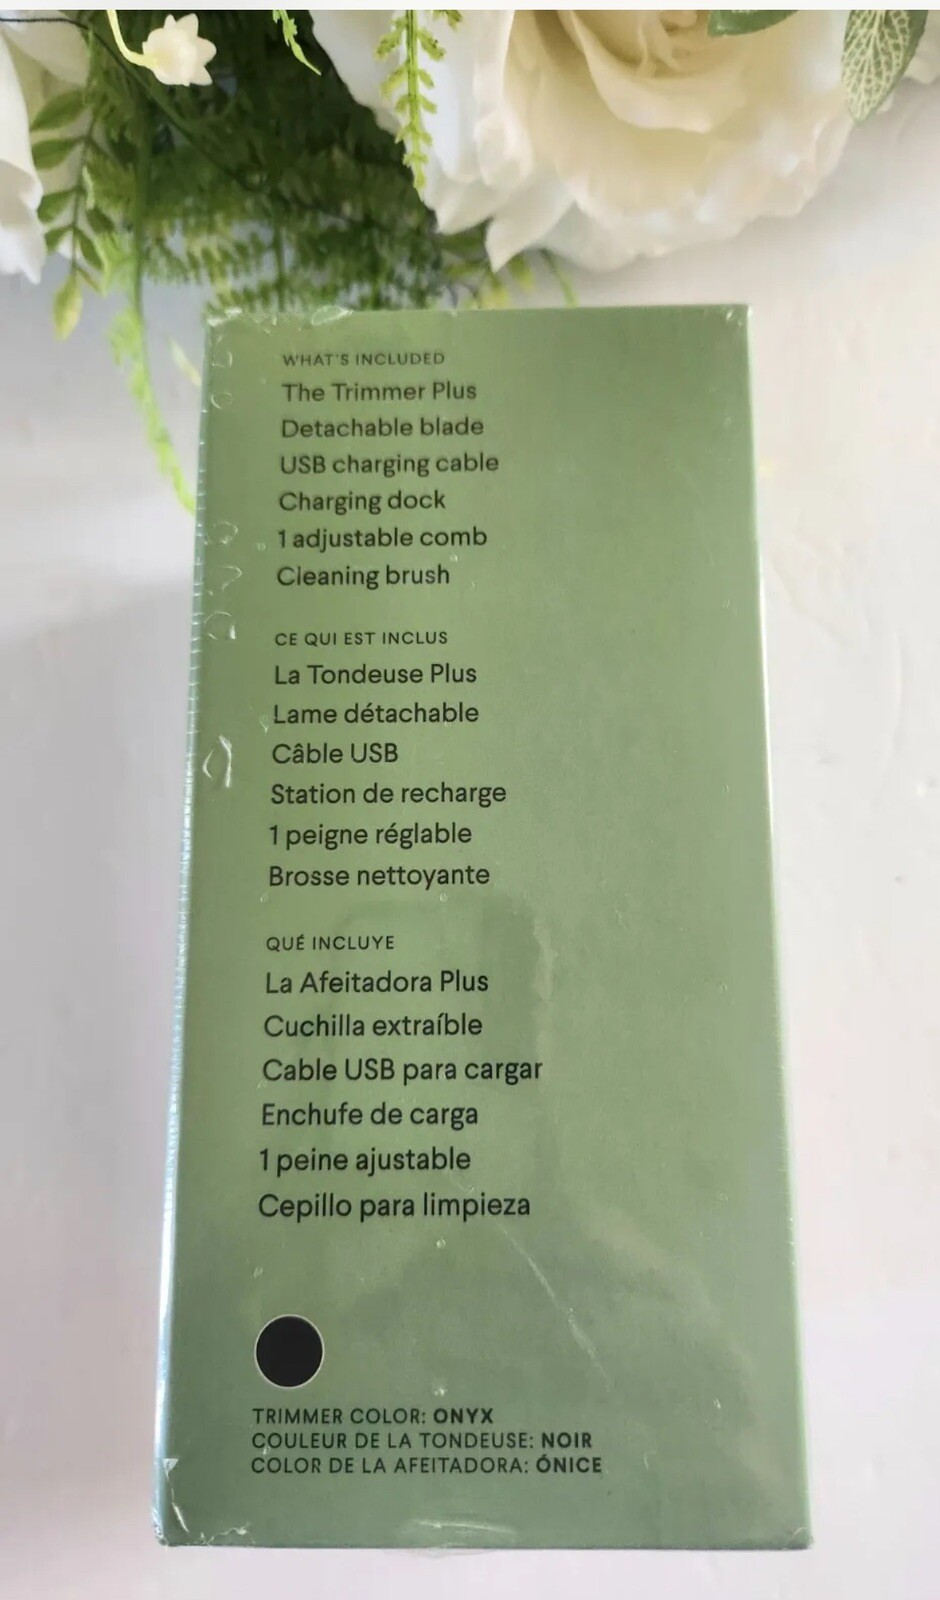 WHAT'S INCLUDED
The Trimmer Plus
Detachable blade
USB charging cable
Charging dock
1 adjustable comb
Cleaning brush
CE QUI EST INCLUS
La Tondeuse Plus
Lame détachable
Câble USB
Station de recharge
1 peigne réglable
Brosse nettoyante
QUÉ INCLUYE
La Afeitadora Plus
Cuchilla extraíble
Cable USB para cargar
Enchufe de carga
1 peine ajustable
Cepillo para limpieza
TRIMMER COLOR: ONYX
COULEUR DE LA TONDEUSE: NOIR
COLOR DE LA AFEITADORA: ÓNICE